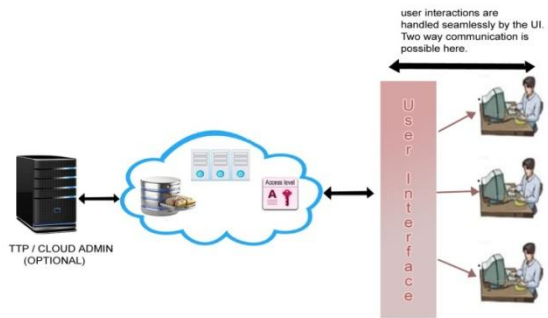 user interactions are
handled seamlessly by the UI.
Two way communication is
possible here.
User Interface
Access level
A
TTP / CLOUD ADMIN
(OPTIONAL)